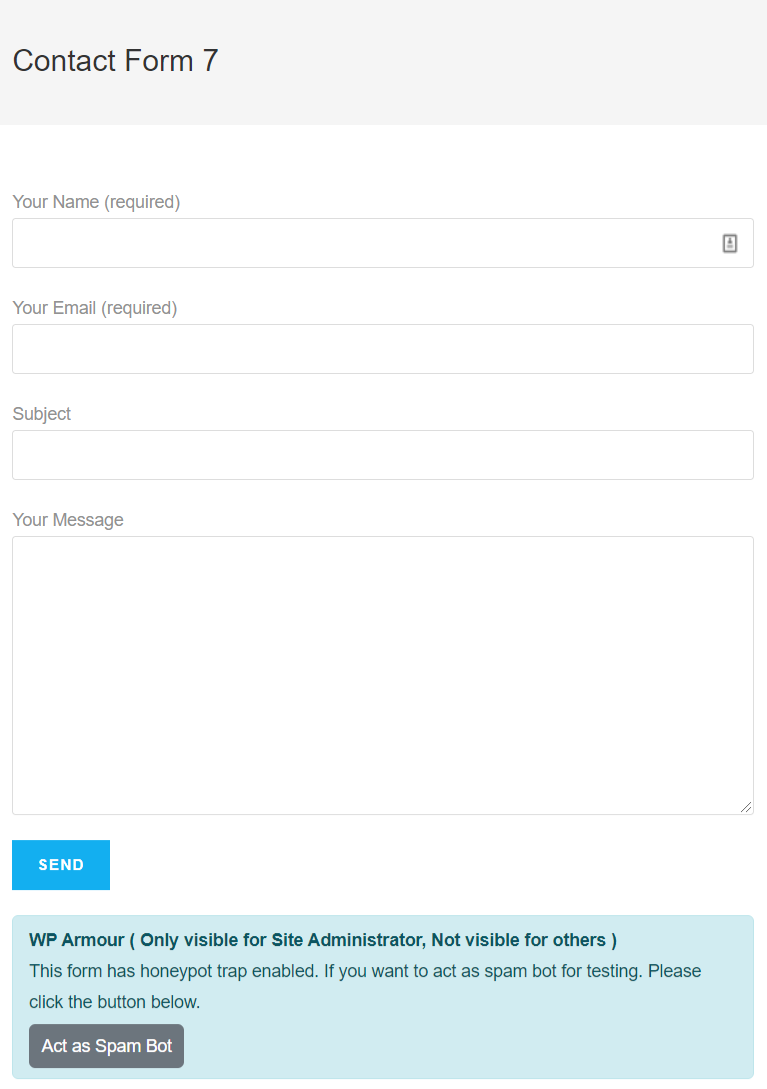 Contact Form 7
Your Name (required)
Your Email (required)
Subject
Your Message
SEND
WP Armour ( Only visible for Site Administrator, Not visible for others )
This form has honeypot trap enabled. If you want to act as spam bot for testing. Please
click the button below.
Act as Spam Bot